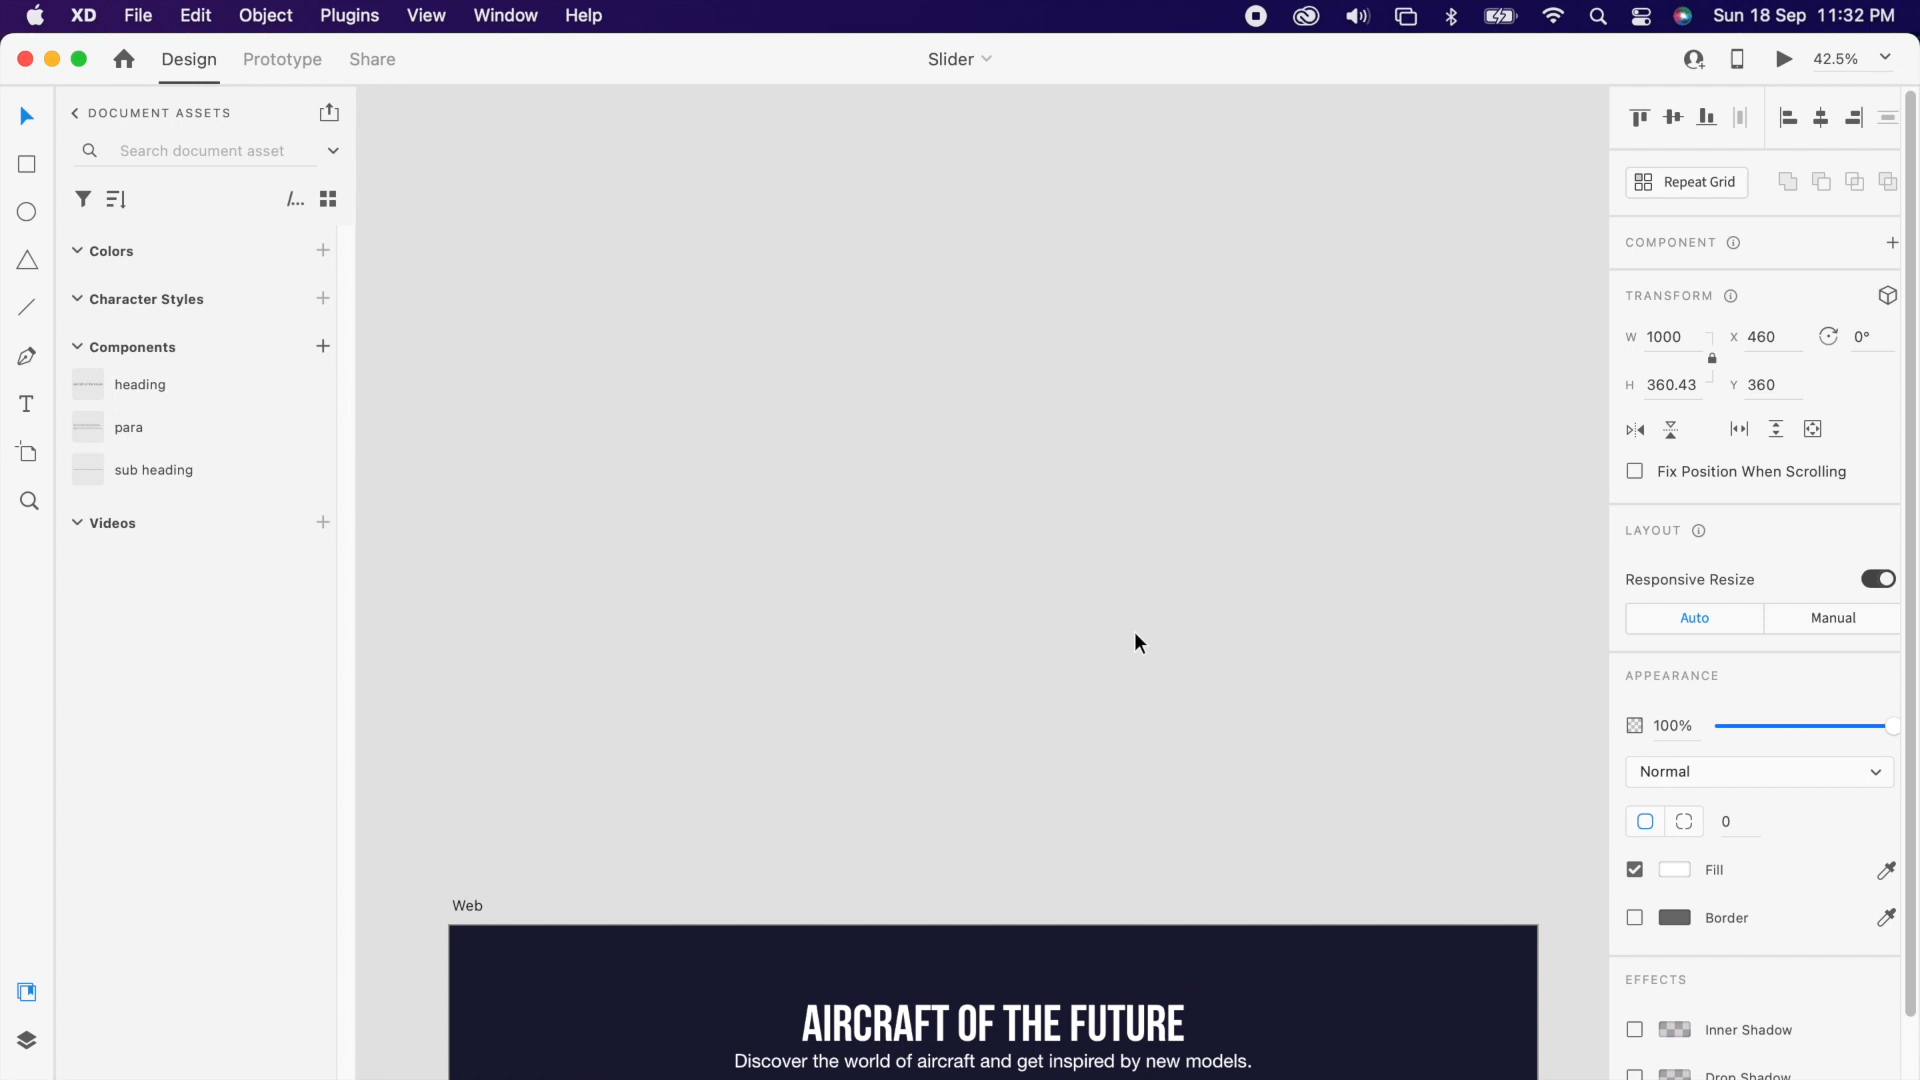 XD File Edit Object Plugins View Window Help Sun 18 Sep 11:32 PM
Design Prototype Share Slider 42.5%
DOCUMENT ASSETS
Search document asset
/...
Colors
Character Styles
Components
heading
para
sub heading
Videos
Web
AIRCRAFT OF THE FUTURE
Discover the world of aircraft and get inspired by new models.
Repeat Grid
COMPONENT
TRANSFORM
W 1000 X 460 0°
H 360.43 Y 360
Fix Position When Scrolling
LAYOUT
Responsive Resize
Auto Manual
APPEARANCE
100%
Normal
0
Fill
Border
EFFECTS
Inner Shadow
Drop Shadow